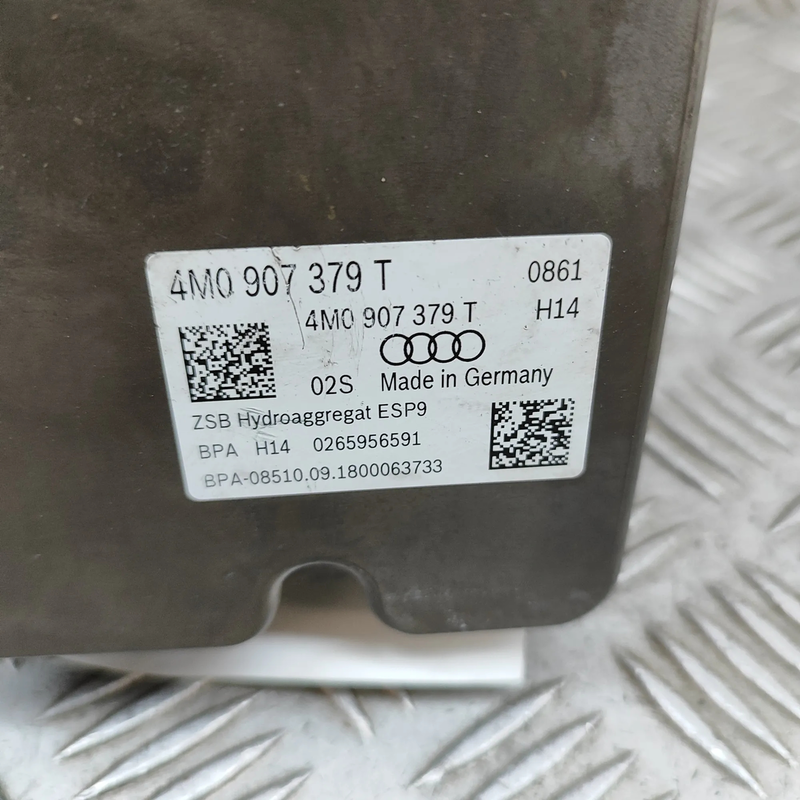 4M0 907 379 T 0861
4M0 907 379 T H14
02S Made in Germany
ZSB Hydroaggregat ESP9
BPA H14 0265956591
BPA-08510.09.1800063733